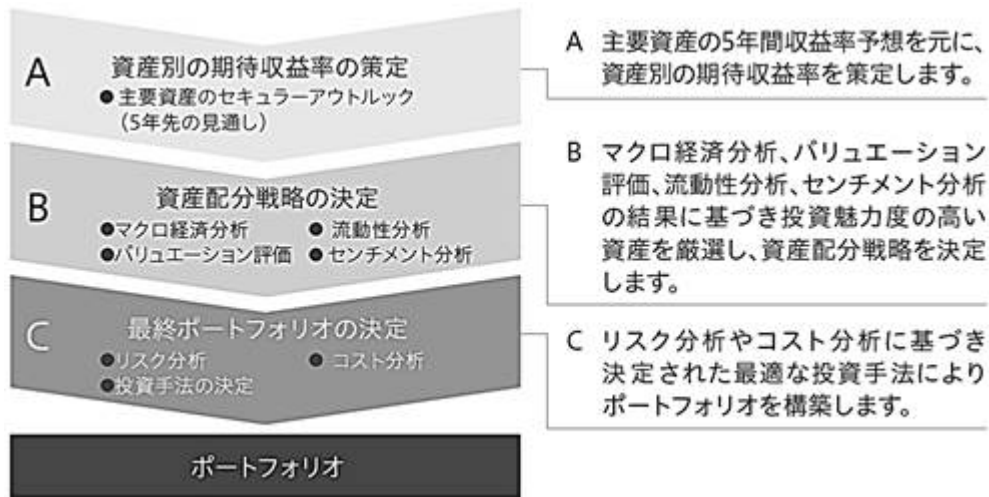 A
資産別の期待収益率の策定
●主要資産のセキュラーアウトルック
(5年先の見通し)
B
資産配分戦略の決定
●マクロ経済分析 ●流動性分析
●バリュエーション評価 ●センチメント分析
C
最終ポートフォリオの決定
●リスク分析 ●コスト分析
●投資手法の決定
ポートフォリオ
A 主要資産の5年間収益率予想を元に、
資産別の期待収益率を策定します。
B マクロ経済分析、バリュエーション
評価、流動性分析、センチメント分析
の結果に基づき投資魅力度の高い
資産を厳選し、資産配分戦略を決定
します。
C リスク分析やコスト分析に基づき
決定された最適な投資手法により
ポートフォリオを構築します。